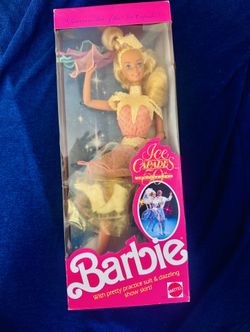 Ice
CAPADES
Barbie
With pretty practice suit & dazzling
show skirt!
MATTEL